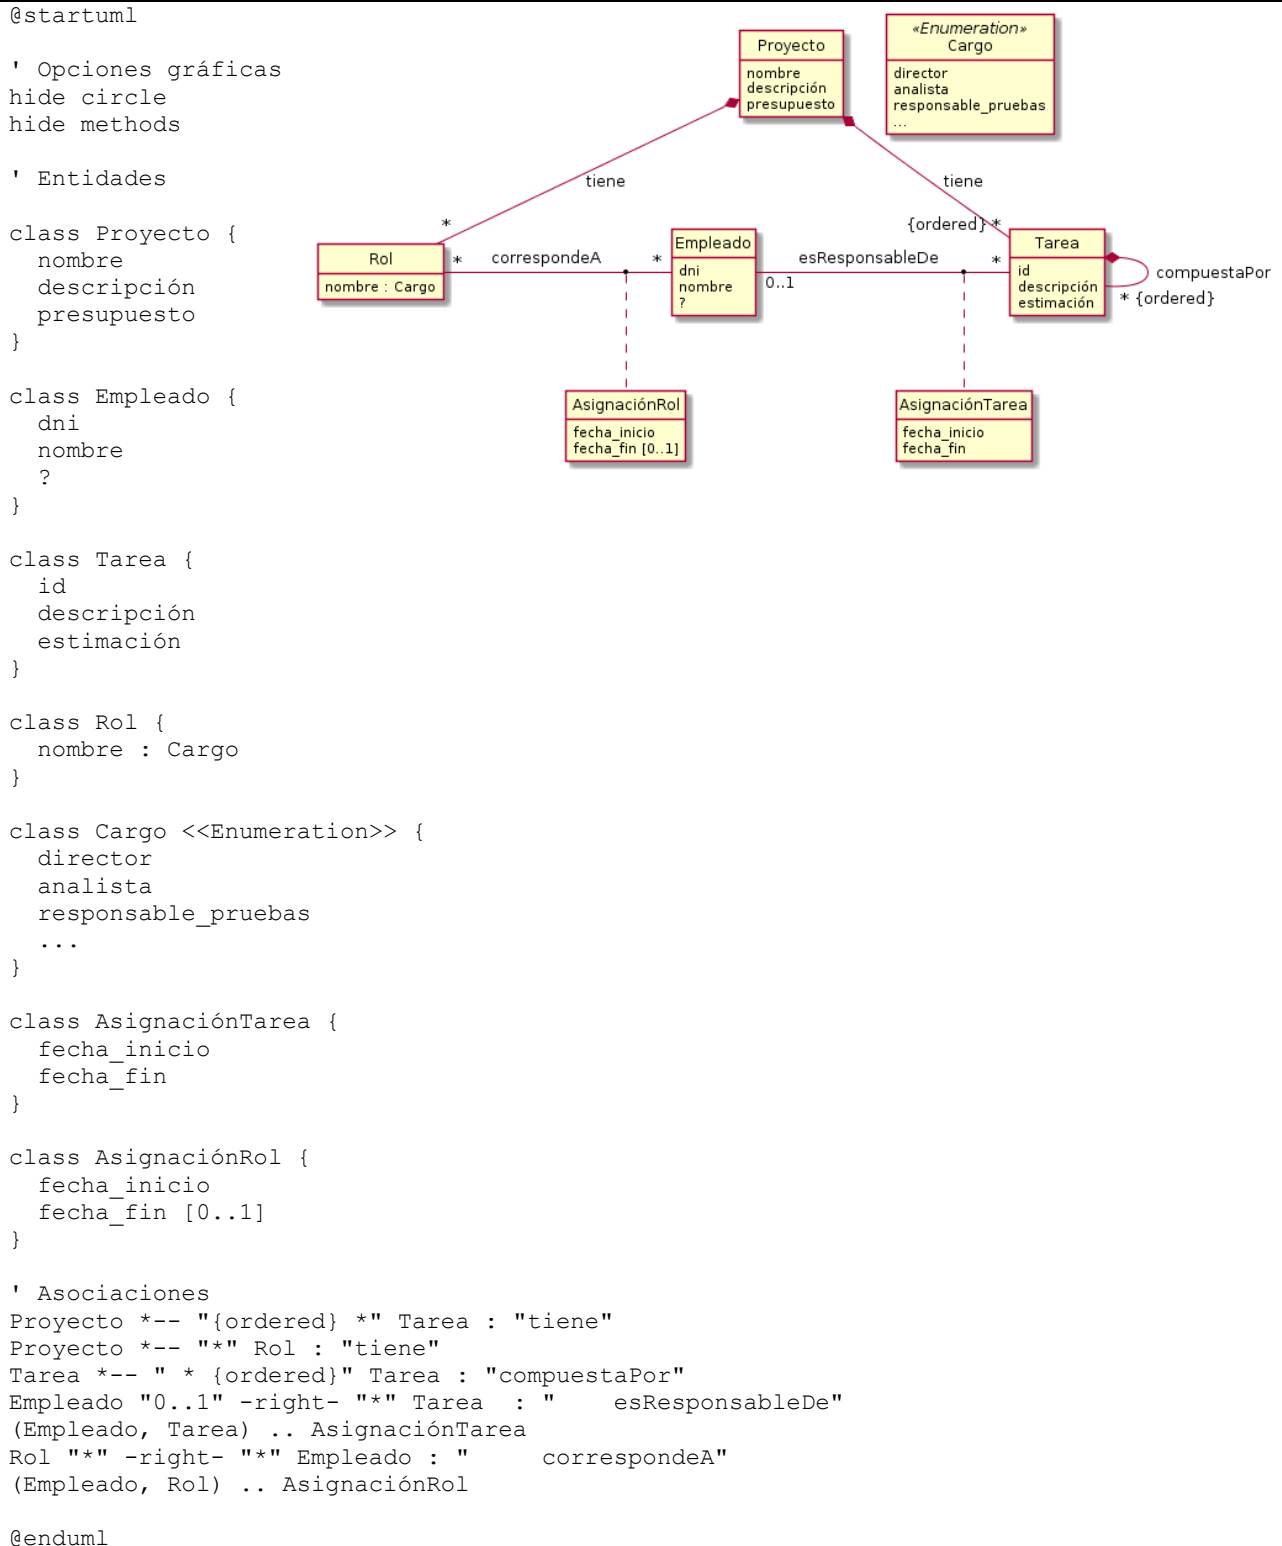 @startuml
' Opciones gráficas
hide circle
hide methods
' Entidades
class Proyecto {
  nombre
  descripción
  presupuesto
}
class Empleado {
  dni
  nombre
  ?
}
class Tarea {
  id
  descripción
  estimación
}
class Rol {
  nombre : Cargo
}
class Cargo <<Enumeration>> {
  director
  analista
  responsable_pruebas
  ...
}
class AsignaciónTarea {
  fecha_inicio
  fecha_fin
}
class AsignaciónRol {
  fecha_inicio
  fecha_fin [0..1]
}
' Asociaciones
Proyecto *-- "{ordered} *" Tarea : "tiene"
Proyecto *-- "*" Rol : "tiene"
Tarea *-- " * {ordered}" Tarea : "compuestaPor"
Empleado "0..1" -right- "*" Tarea  : "    esResponsableDe"
(Empleado, Tarea) .. AsignaciónTarea
Rol "*" -right- "*" Empleado : "     correspondeA"
(Empleado, Rol) .. AsignaciónRol
@enduml
Proyecto
nombre
descripción
presupuesto
«Enumeration»
Cargo
director
analista
responsable_pruebas
...
tiene
tiene
*
{ordered} *
Rol
nombre : Cargo
*
correspondeA
*
Empleado
dni
nombre
?
esResponsableDe
0..1
*
Tarea
id
descripción
estimación
compuestaPor
* {ordered}
AsignaciónRol
fecha_inicio
fecha_fin [0..1]
AsignaciónTarea
fecha_inicio
fecha_fin